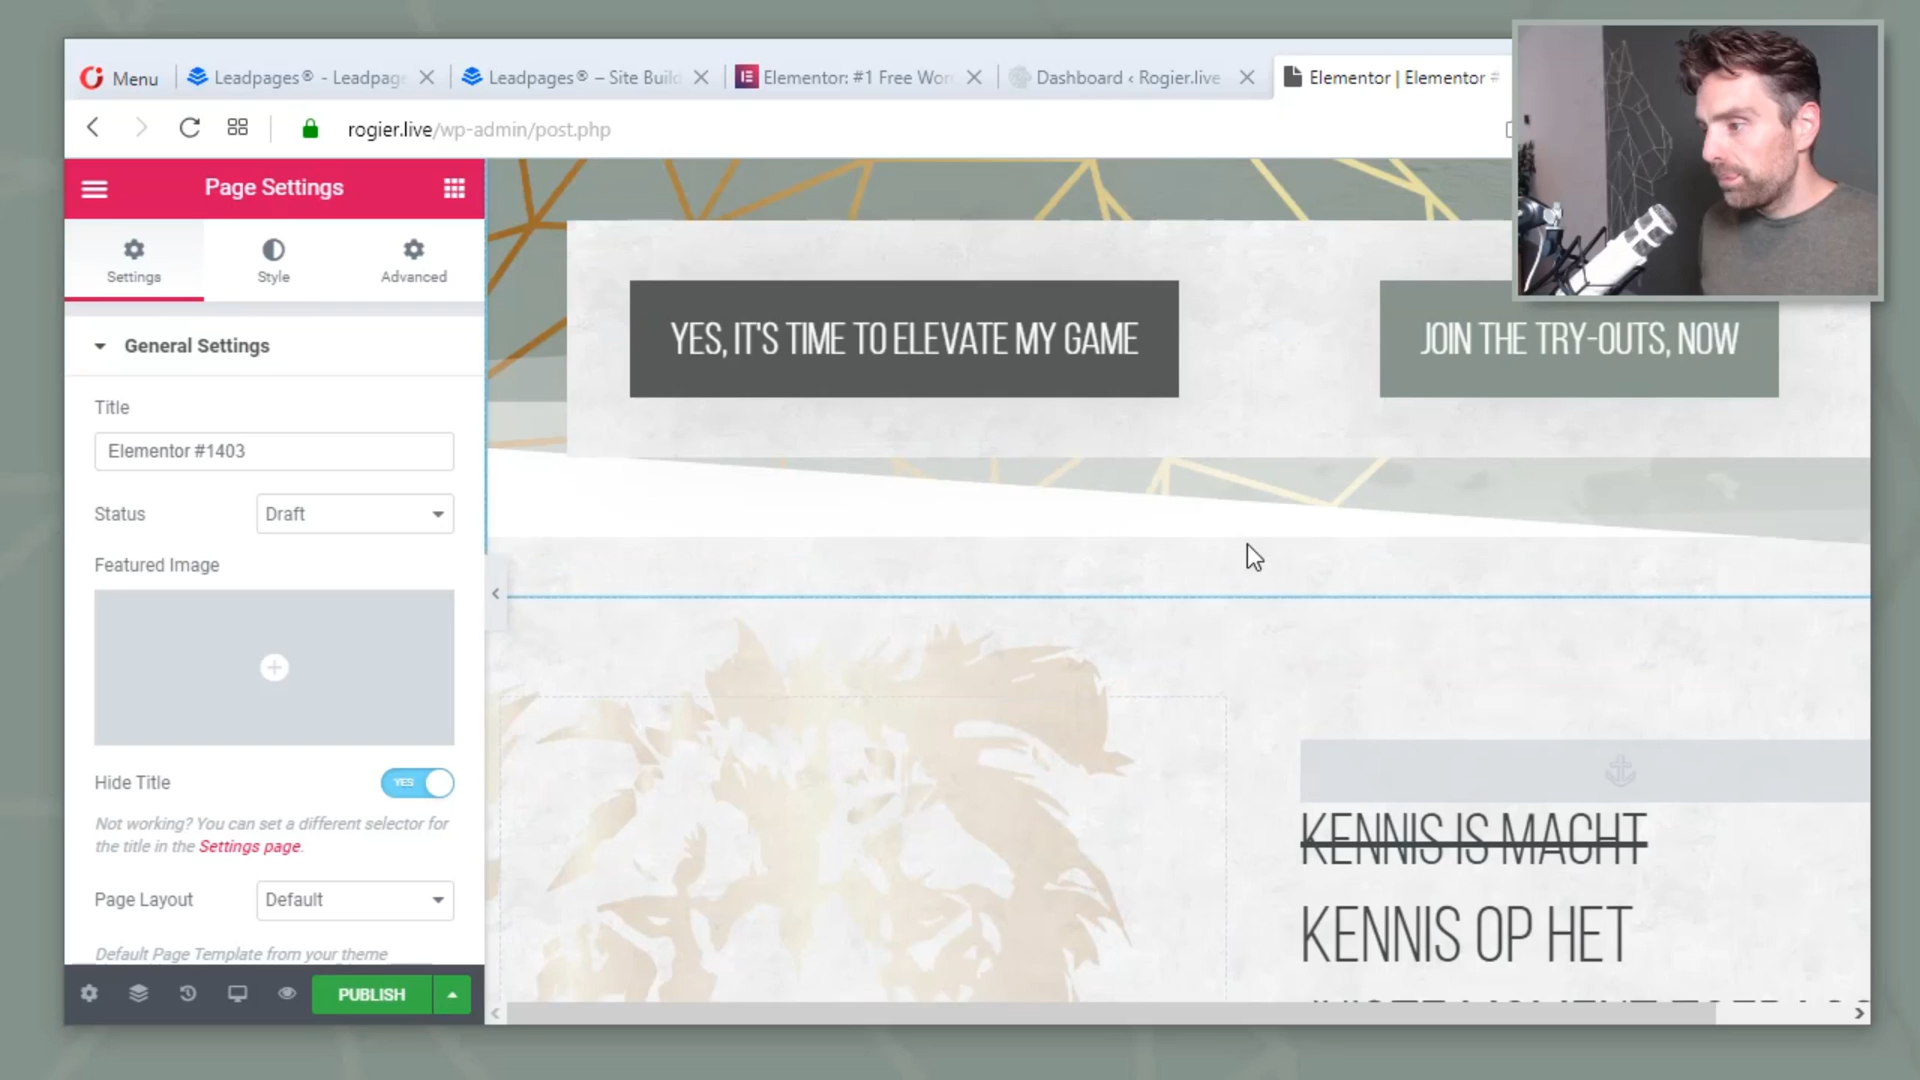 Menu
Leadpages® - Leadpage
Leadpages® – Site Build
Elementor: #1 Free Wor
Dashboard ‹ Rogier.live
Elementor | Elementor #
rogier.live/wp-admin/post.php
Page Settings
Settings
Style
Advanced
General Settings
Title
Elementor #1403
Status
Draft
Featured Image
Hide Title
YES
Not working? You can set a different selector for
the title in the Settings page.
Page Layout
Default
Default Page Template from your theme
PUBLISH
YES, IT'S TIME TO ELEVATE MY GAME
JOIN THE TRY-OUTS, NOW
KENNIS IS MACHT
KENNIS OP HET